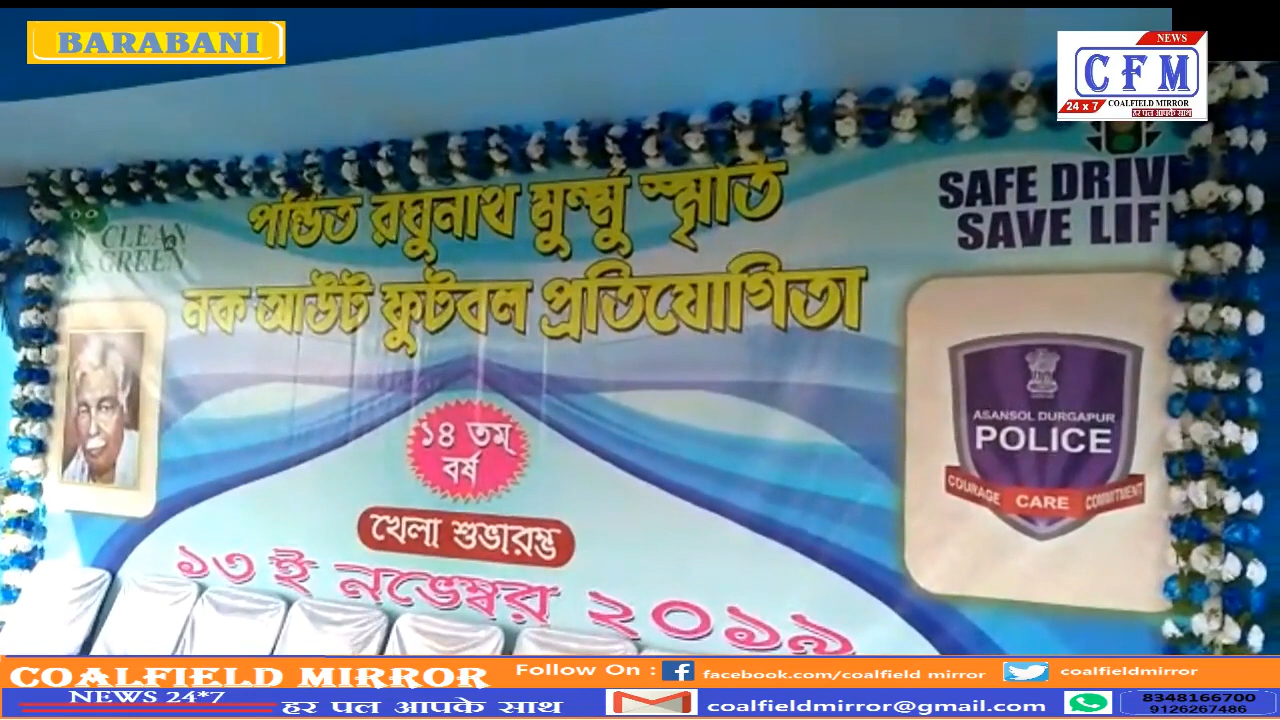 BARABANI
NEWS
CFM
24 x 7 COALFIELD MIRROR
हर पल आपके साथ
CLEAN
GREEN
পন্ডিত রঘুনাথ মুর্ম্মু স্মৃতি
নক আউট ফুটবল প্রতিযোগিতা
SAFE DRIVE
SAVE LIF
১৪ তম্
বর্ষ
খেলা শুভারম্ভ
১৩ ই নভেম্বর ২০১৯
ASANSOL DURGAPUR
POLICE
COURAGE CARE COMMITMENT
COALFIELD MIRROR
Follow On : facebook.com/coalfield mirror coalfieldmirror
NEWS 24*7
हर पल आपके साथ
coalfieldmirror@gmail.com
8348166700
9126267486